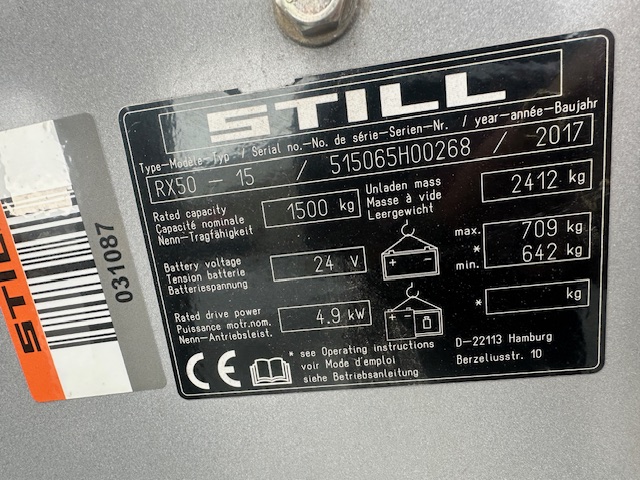 STILL
Type-Modèle-Typ / Serial no.-No. de série-Serien-Nr. / year-année-Baujahr
RX50 - 15 / 515065H00268 / 2017
Rated capacity
Capacité nominale
Nenn-Tragfähigkeit
1500 kg
Unladen mass
Masse à vide
Leergewicht
2412 kg
Battery voltage
Tension batterie
Batteriespannung
24 V
+ -
max. 709 kg
*
min. 642 kg
Rated drive power
Puissance motr.nom.
Nenn-Antriebsleist.
4.9 kW
+ -
* kg
CE
* see Operating instructions
voir Mode d'emploi
siehe Betriebsanleitung
D-22113 Hamburg
Berzeliusstr. 10
STILL
031087